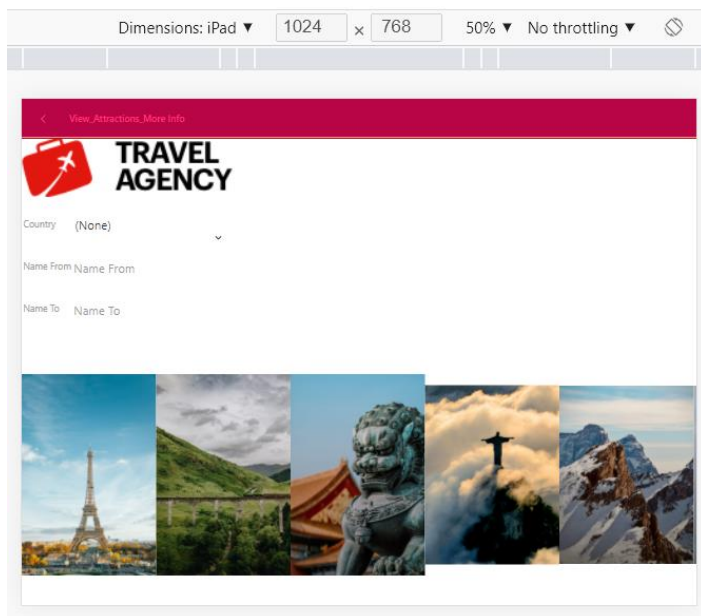 Dimensions: iPad ▼ 1024 x 768 50% ▼ No throttling ▼
View_Attractions_More Info
TRAVEL
AGENCY
Country (None)
Name From Name From
Name To Name To